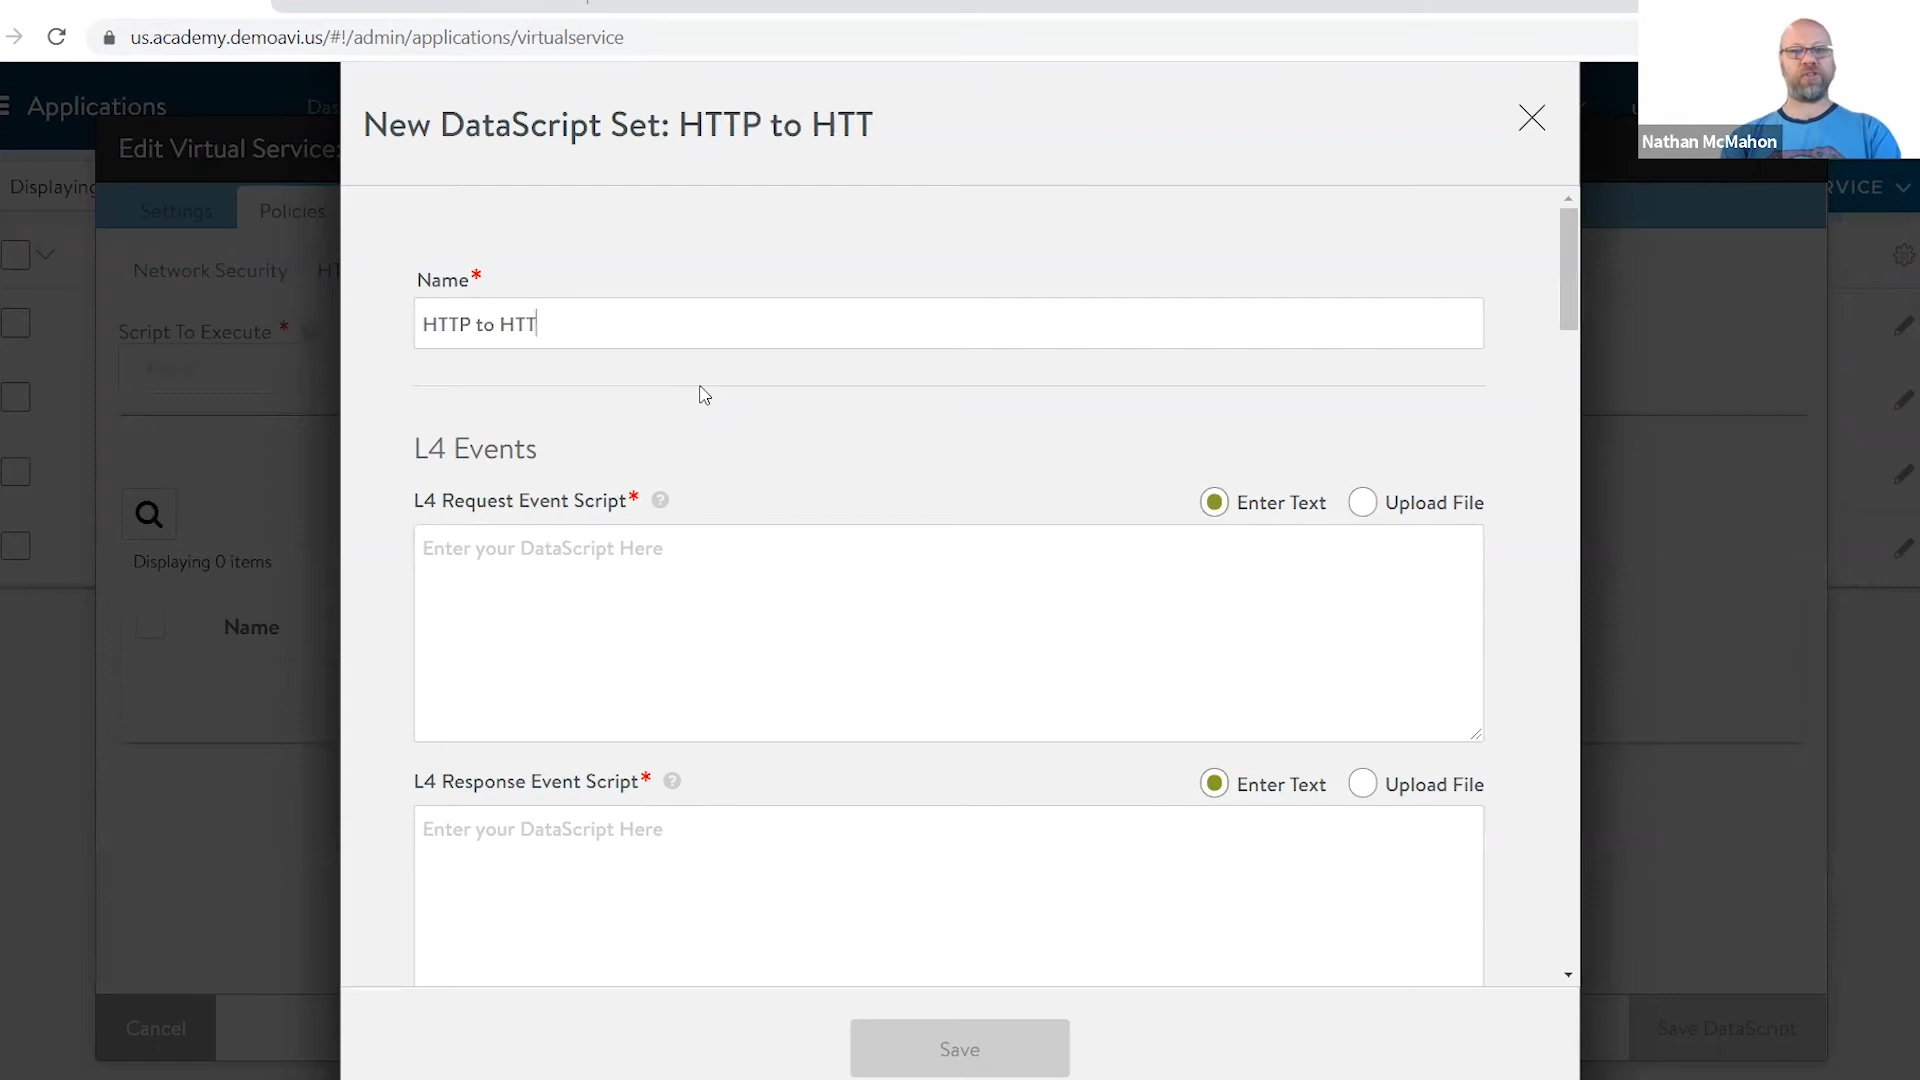 us.academy.demoavi.us/#!/admin/applications/virtualservice
Applications
Das
New DataScript Set: HTTP to HTT
Nathan McMahon
Edit Virtual Service:
Displaying
RVICE
Settings
Policies
Network Security
HT
Name*
HTTP to HTT
Script To Execute *
L4 Events
L4 Request Event Script*
?
Enter Text
Upload File
Enter your DataScript Here
Displaying 0 items
Name
L4 Response Event Script*
?
Enter Text
Upload File
Enter your DataScript Here
Cancel
Save DataScript
Save